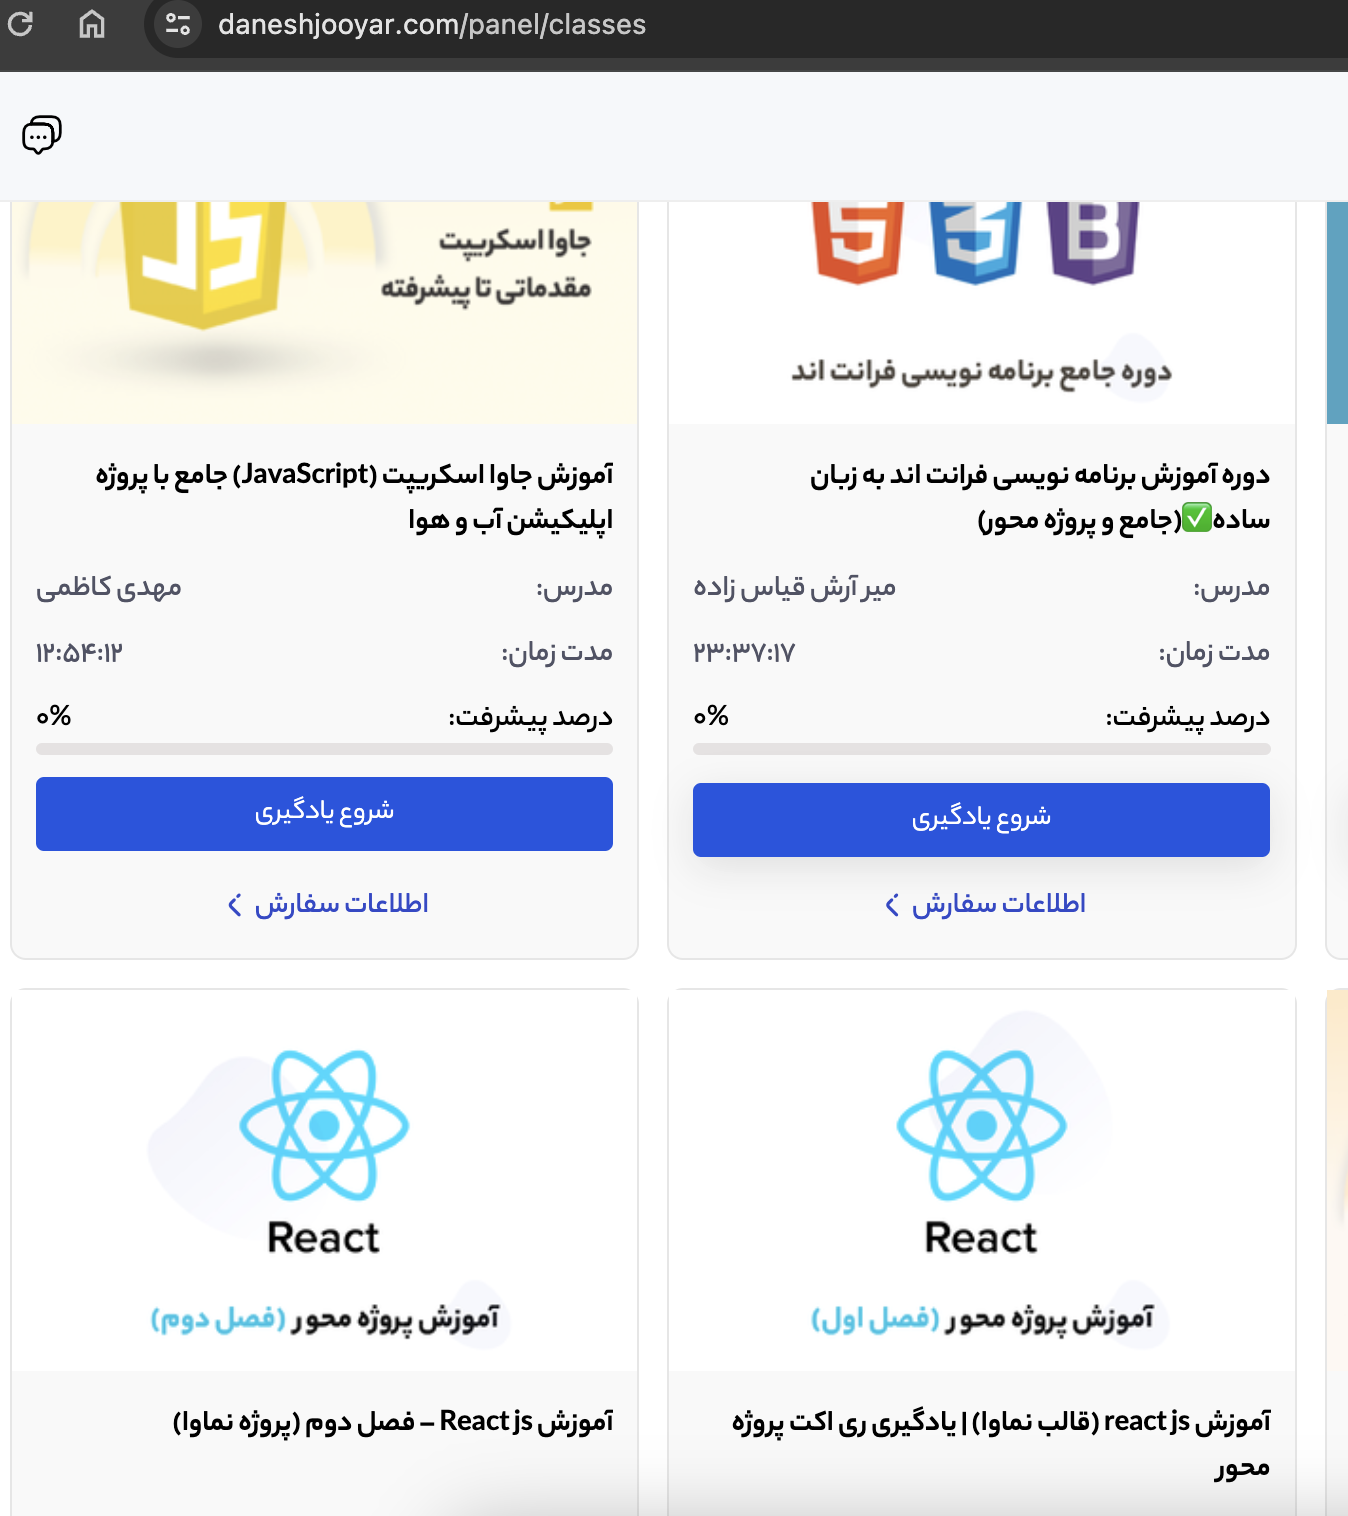 daneshjooyar.com/panel/classes
دوره جامع برنامه نویسی فرانت اند
دوره آموزش برنامه نویسی فرانت اند به زبان
ساده✅(جامع و پروژه محور)
مدرس: میر آرش قیاس زاده
مدت زمان: ۲۳:۳۷:۱۷
درصد پیشرفت: ۰%
شروع یادگیری
اطلاعات سفارش
JS
جاوا اسکریپت
مقدماتی تا پیشرفته
آموزش جاوا اسکریپت (JavaScript) جامع با پروژه
اپلیکیشن آب و هوا
مدرس: مهدی کاظمی
مدت زمان: ۱۲:۵۴:۱۲
درصد پیشرفت: ۰%
شروع یادگیری
اطلاعات سفارش
React
آموزش پروژه محور (فصل اول)
آموزش react js (قالب نماوا) | یادگیری ری اکت پروژه
محور
React
آموزش پروژه محور (فصل دوم)
آموزش React js – فصل دوم (پروژه نماوا)